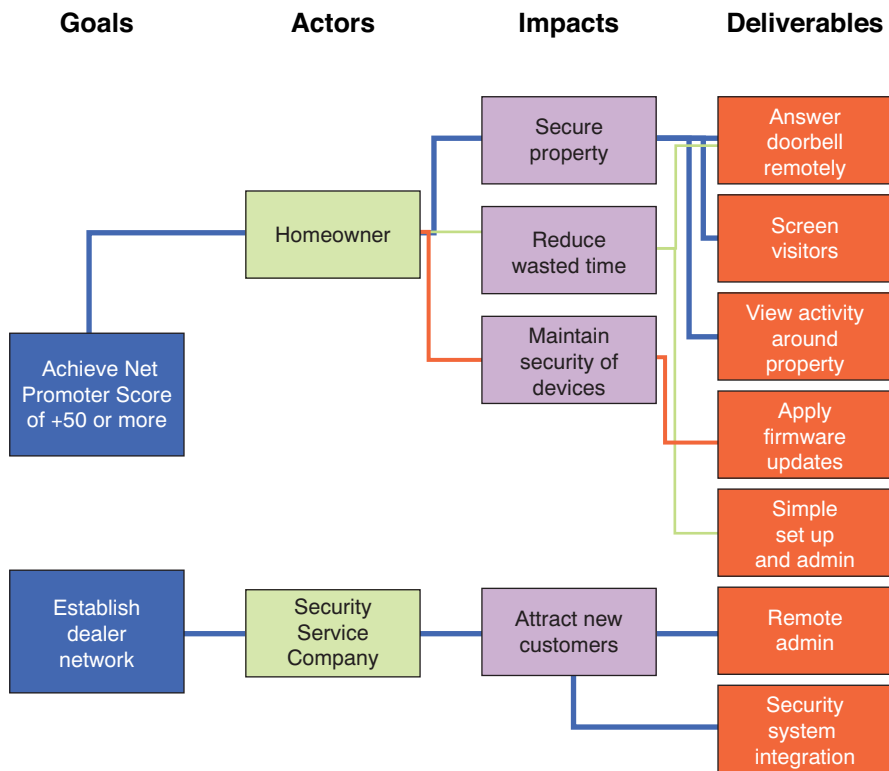 Goals
Actors
Impacts
Deliverables
Achieve Net
Promoter Score
of +50 or more
Homeowner
Secure
property
Reduce
wasted time
Maintain
security of
devices
Answer
doorbell
remotely
Screen
visitors
View activity
around
property
Apply
firmware
updates
Simple
set up
and admin
Establish
dealer
network
Security
Service
Company
Attract new
customers
Remote
admin
Security
system
integration